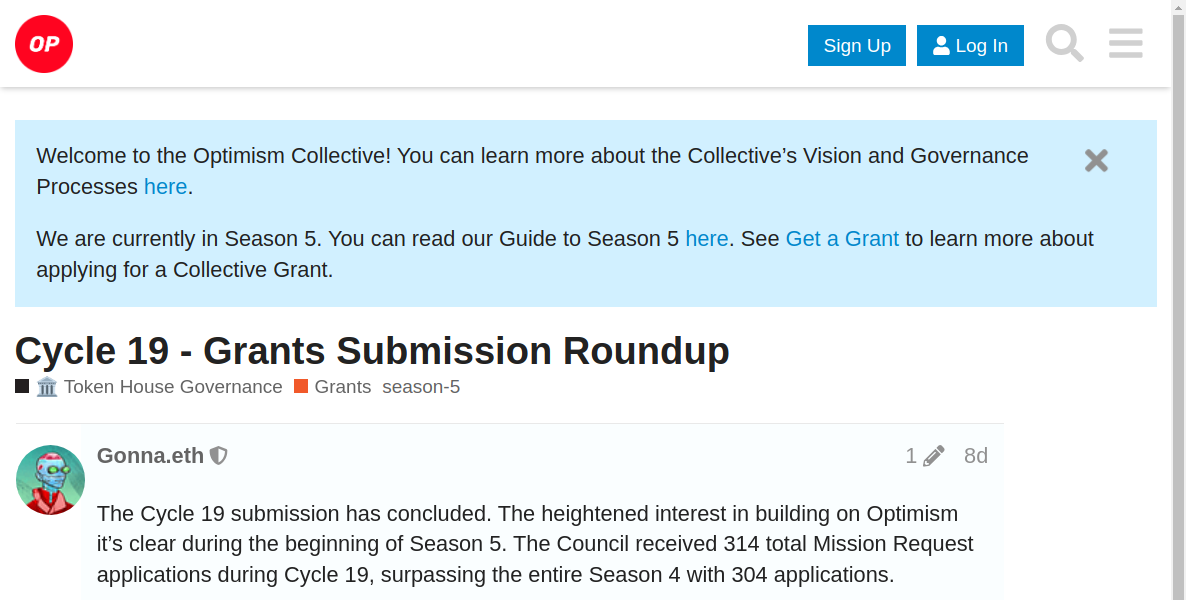 OP
Sign Up
Log In
Welcome to the Optimism Collective! You can learn more about the Collective’s Vision and Governance
Processes here.
We are currently in Season 5. You can read our Guide to Season 5 here. See Get a Grant to learn more about
applying for a Collective Grant.
Cycle 19 - Grants Submission Roundup
Token House Governance Grants season-5
Gonna.eth 1 8d
The Cycle 19 submission has concluded. The heightened interest in building on Optimism
it’s clear during the beginning of Season 5. The Council received 314 total Mission Request
applications during Cycle 19, surpassing the entire Season 4 with 304 applications.